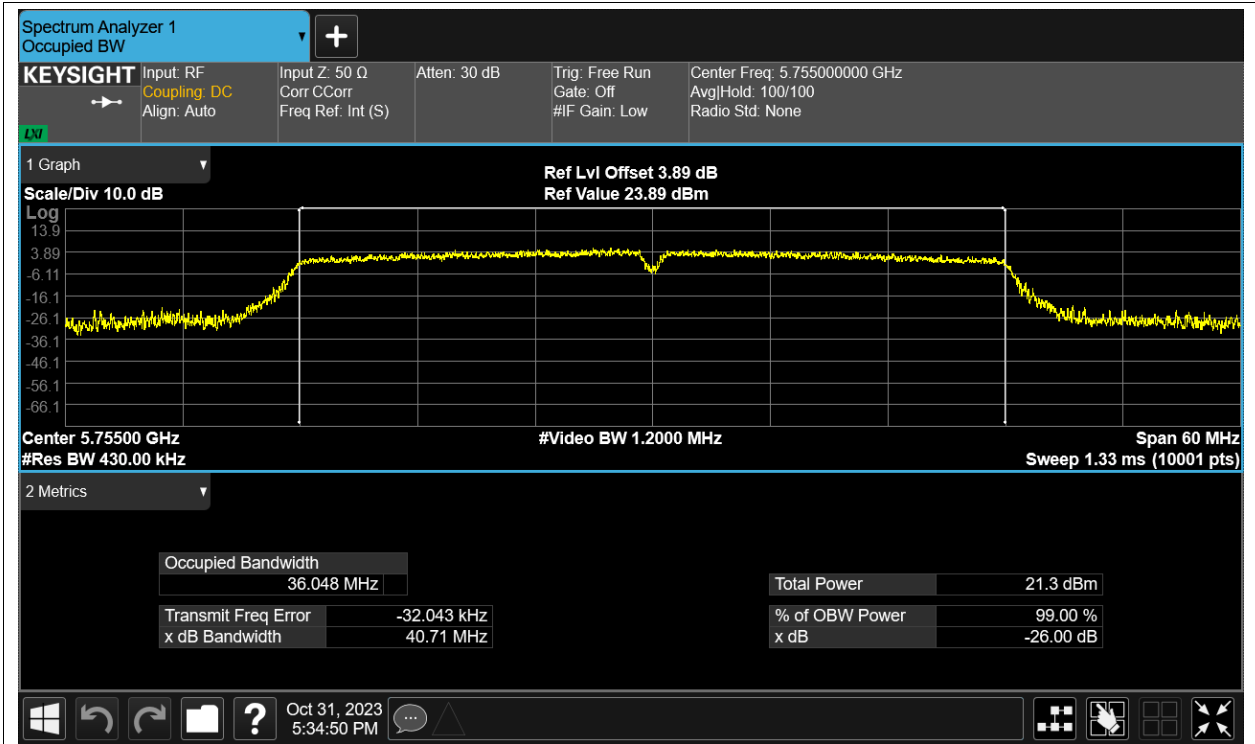 Spectrum Analyzer 1
Occupied BW
KEYSIGHT
LXI
Input: RF
Coupling: DC
Align: Auto
Input Z: 50 Ω
Corr CCorr
Freq Ref: Int (S)
Atten: 30 dB
Trig: Free Run
Gate: Off
#IF Gain: Low
Center Freq: 5.755000000 GHz
Avg|Hold: 100/100
Radio Std: None
1 Graph
Scale/Div 10.0 dB
Ref Lvl Offset 3.89 dB
Ref Value 23.89 dBm
Log
13.9
3.89
-6.11
-16.1
-26.1
-36.1
-46.1
-56.1
-66.1
Center 5.75500 GHz
#Video BW 1.2000 MHz
Span 60 MHz
#Res BW 430.00 kHz
Sweep 1.33 ms (10001 pts)
2 Metrics
Occupied Bandwidth
36.048 MHz
Transmit Freq Error -32.043 kHz
x dB Bandwidth 40.71 MHz
Total Power 21.3 dBm
% of OBW Power 99.00 %
x dB -26.00 dB
Oct 31, 2023
5:34:50 PM